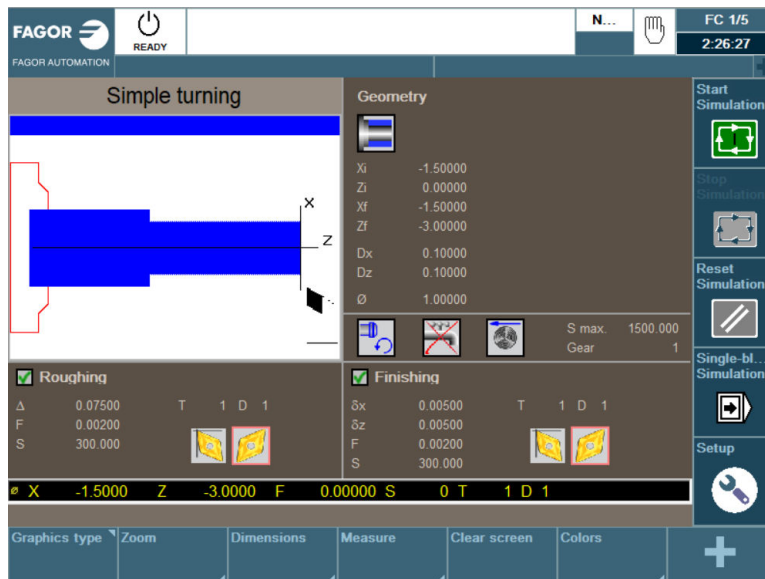 FAGOR
FAGOR AUTOMATION
READY
N...
FC 1/5
2:26:27
Simple turning
X
Z
Geometry
Xi -1.50000
Zi 0.00000
Xf -1.50000
Zf -3.00000
Dx 0.10000
Dz 0.10000
Ø 1.00000
S max. 1500.000
Gear 1
Roughing
Δ 0.07500 T 1 D 1
F 0.00200
S 300.000
Finishing
δx 0.00500 T 1 D 1
δz 0.00500
F 0.00200
S 300.000
ø X -1.5000 Z -3.0000 F 0.00000 S 0 T 1 D 1
Start
Simulation
Stop
Simulation
Reset
Simulation
Single-bl...
Simulation
Setup
Graphics type Zoom Dimensions Measure Clear screen Colors